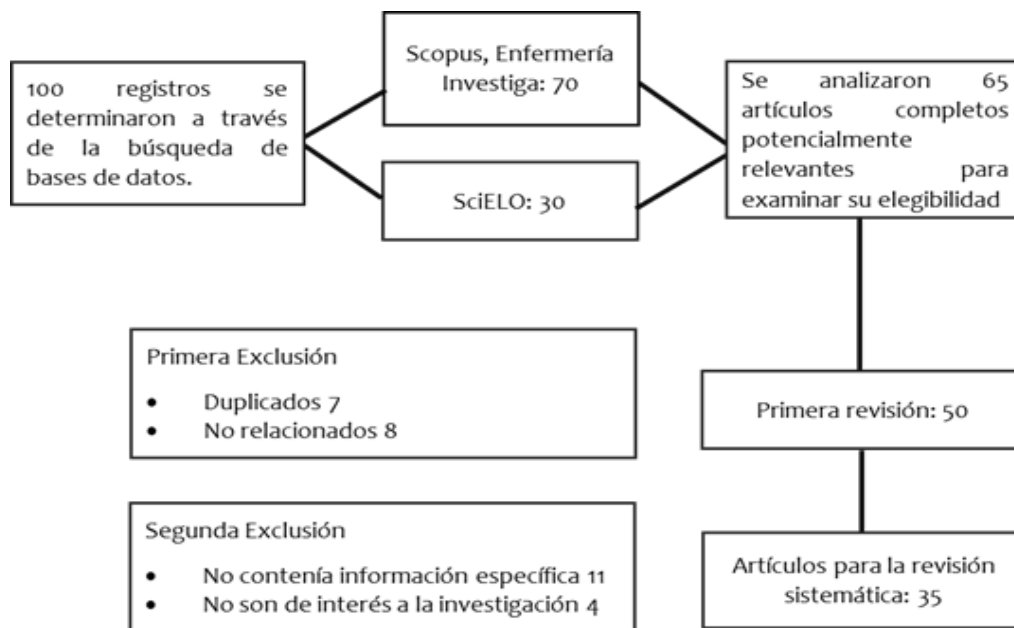 100 registros se
determinaron a través
de la búsqueda de
bases de datos.
Scopus, Enfermería
Investiga: 70
SciELO: 30
Se analizaron 65
artículos completos
potencialmente
relevantes para
examinar su elegibilidad
Primera Exclusión
• Duplicados 7
• No relacionados 8
Primera revisión: 50
Segunda Exclusión
• No contenía información específica 11
• No son de interés a la investigación 4
Artículos para la revisión
sistemática: 35